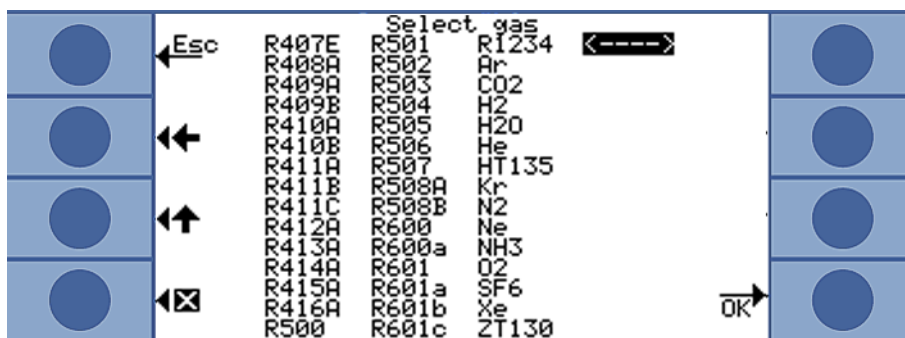 Select gas
Esc R407E R501 R1234 <---->
R408A R502 Ar
R409A R503 CO2
R409B R504 H2
R410A R505 H2O
R410B R506 He
R411A R507 HT135
R411B R508A Kr
R411C R508B N2
R412A R600 Ne
R413A R600a NH3
R414A R601 O2
R415A R601a SF6
R416A R601b Xe
R500 R601c ZT130
OK